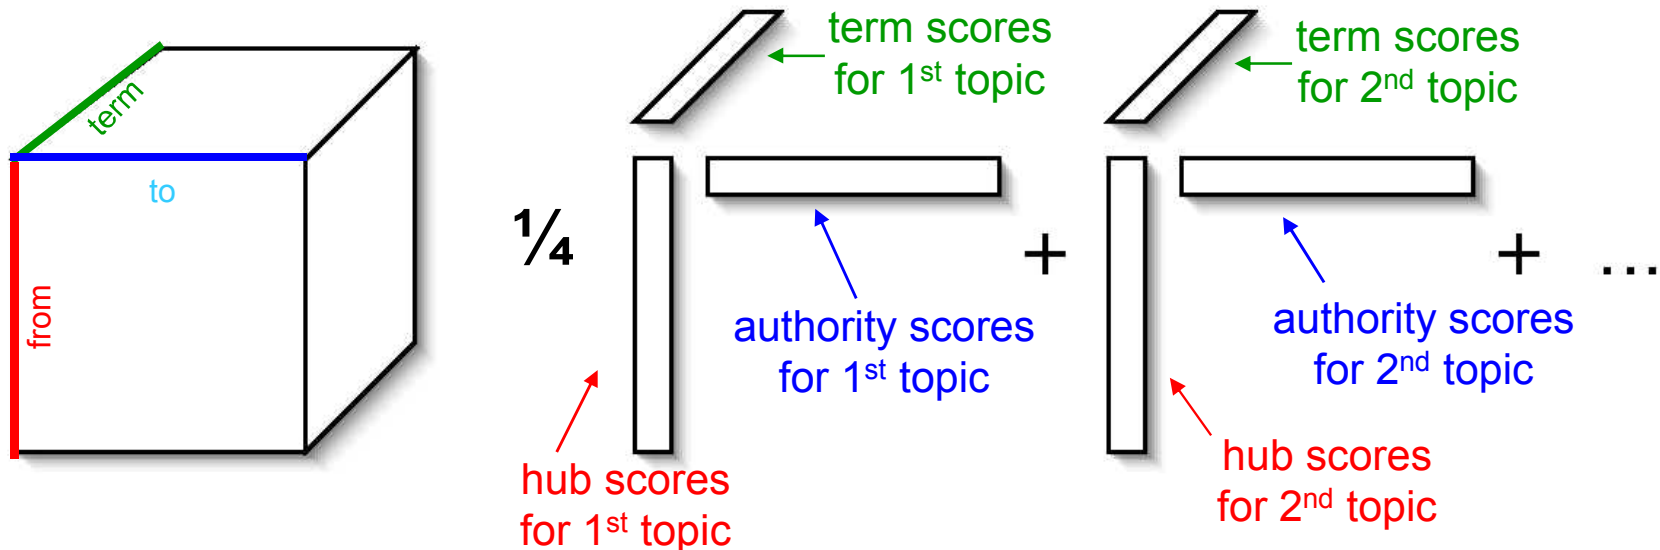 term
to
from
¼
term scores
for 1st topic
authority scores
for 1st topic
hub scores
for 1st topic
+
term scores
for 2nd topic
authority scores
for 2nd topic
hub scores
for 2nd topic
+ ...